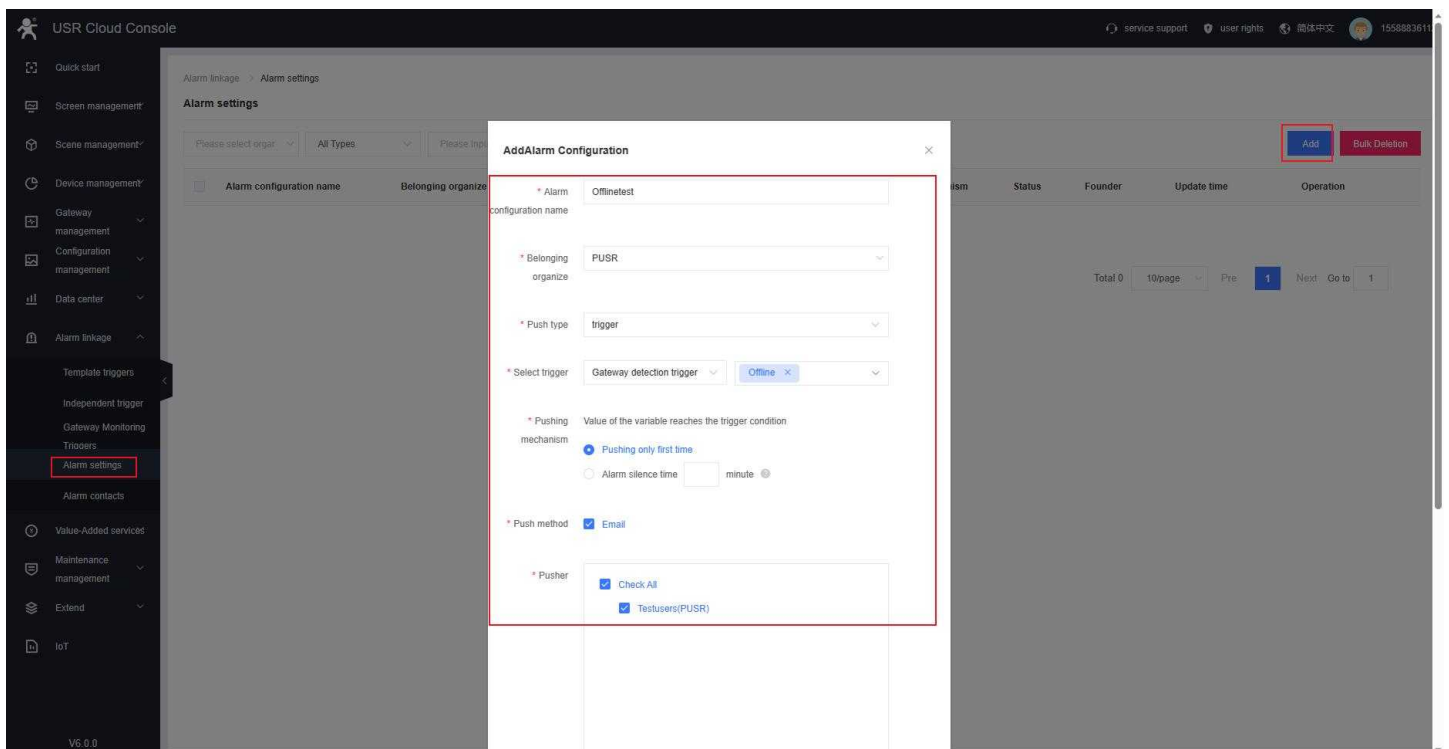 USR Cloud Console
service support
user rights
简体中文
Quick start
Screen management
Scene management
Device management
Gateway
management
Configuration
management
Data center
Alarm linkage
Template triggers
Independent trigger
Gateway Monitoring
Triggers
Alarm settings
Alarm contacts
Value-Added services
Maintenance
management
Extend
IoT
V6.0.0
Alarm linkage > Alarm settings
Alarm settings
Please select organ
All Types
Please Inpu
Add
Bulk Deletion
Alarm configuration name
Belonging organize
ism
Status
Founder
Update time
Operation
Total 0
10/page
Pre
1
Next
Go to
1
AddAlarm Configuration
* Alarm
configuration name
Offlinetest
* Belonging
organize
PUSR
* Push type
trigger
* Select trigger
Gateway detection trigger
Offline ×
* Pushing
mechanism
Value of the variable reaches the trigger condition
Pushing only first time
Alarm silence time
minute
* Push method
Email
* Pusher
Check All
Testusers(PUSR)